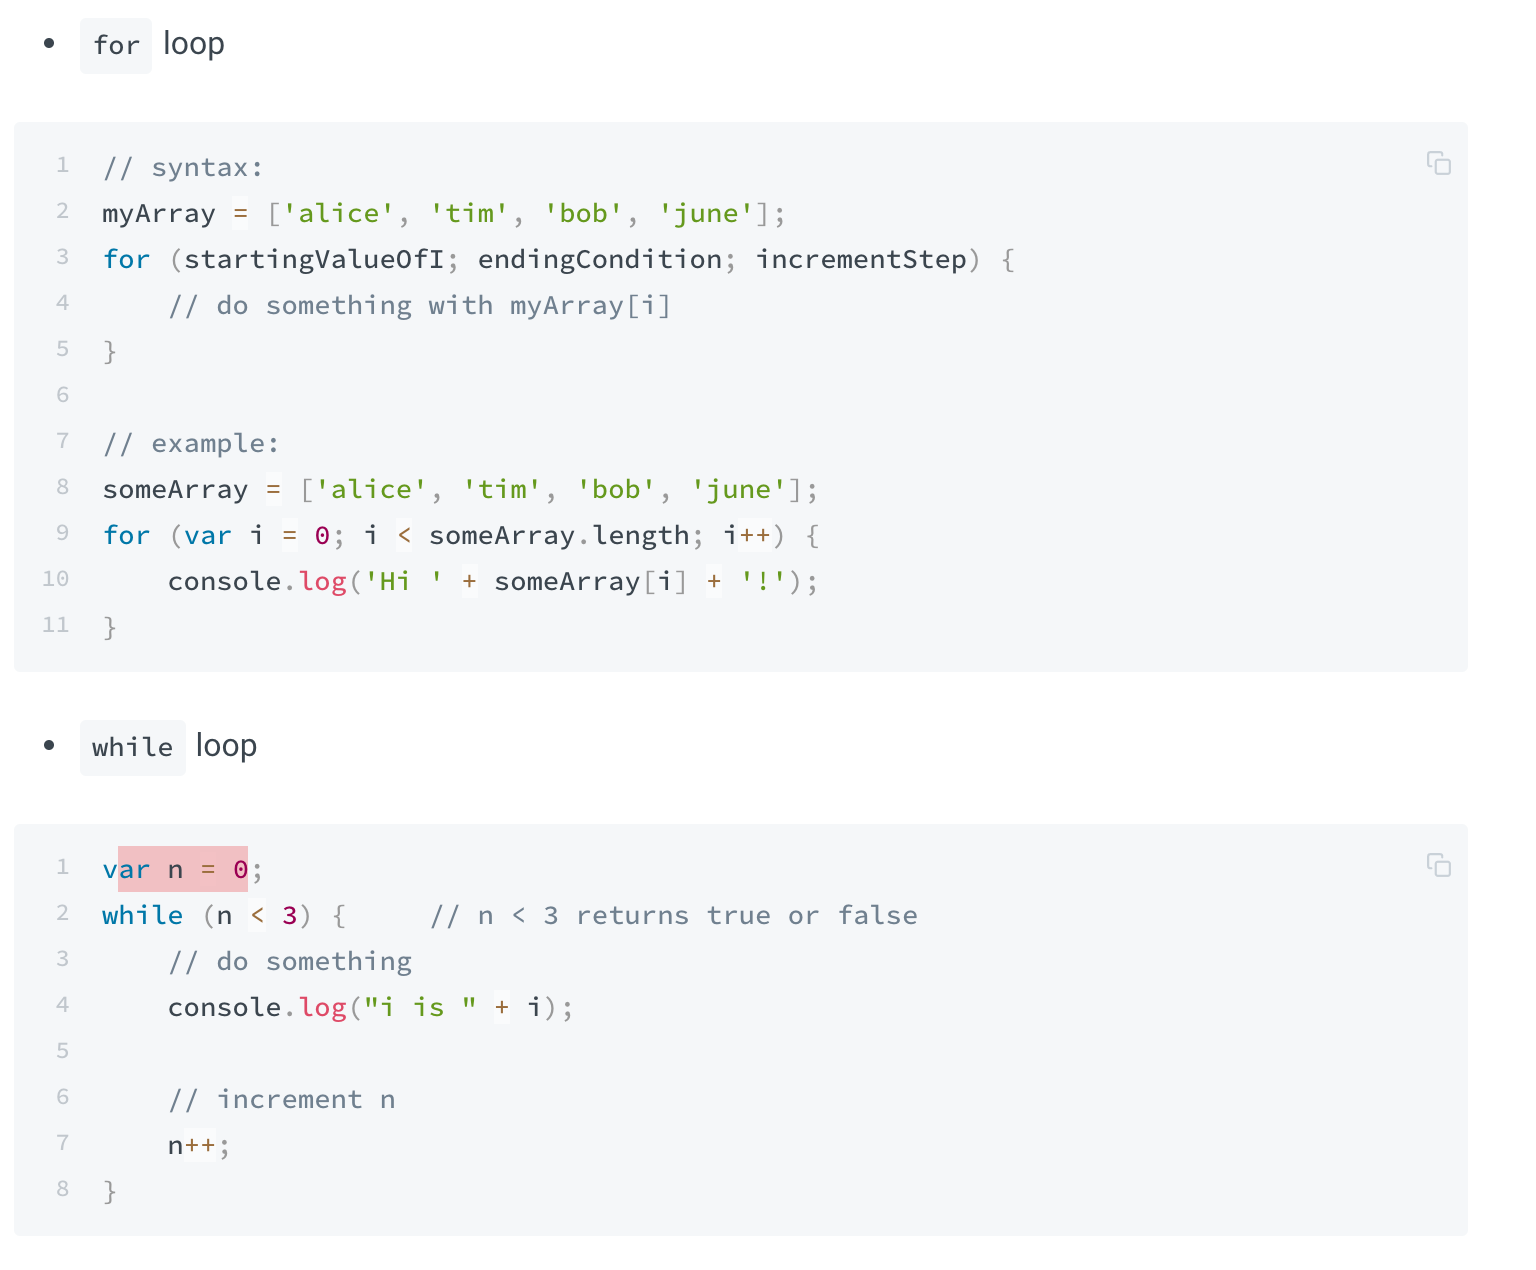 • for loop
1 // syntax:
2 myArray = ['alice', 'tim', 'bob', 'june'];
3 for (startingValueOfI; endingCondition; incrementStep) {
4     // do something with myArray[i]
5 }
6
7 // example:
8 someArray = ['alice', 'tim', 'bob', 'june'];
9 for (var i = 0; i < someArray.length; i++) {
10     console.log('Hi ' + someArray[i] + '!');
11 }
• while loop
1 var n = 0;
2 while (n < 3) {     // n < 3 returns true or false
3     // do something
4     console.log("i is " + i);
5
6     // increment n
7     n++;
8 }